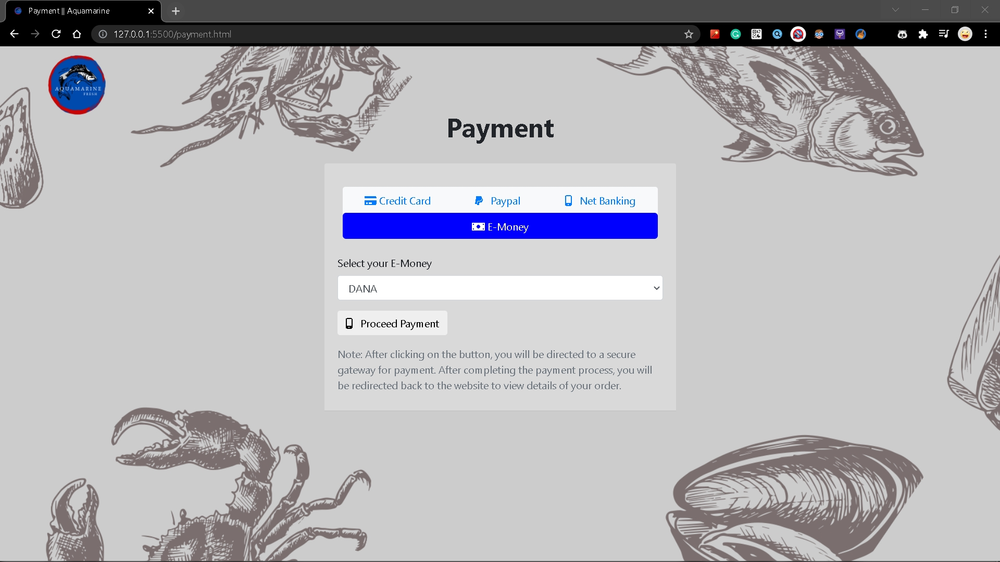 Payment || Aquamarine
127.0.0.1:5500/payment.html
AQUAMARINE
FRESH
Payment
Credit Card Paypal Net Banking
E-Money
Select your E-Money
DANA
Proceed Payment
Note: After clicking on the button, you will be directed to a secure
gateway for payment. After completing the payment process, you will
be redirected back to the website to view details of your order.